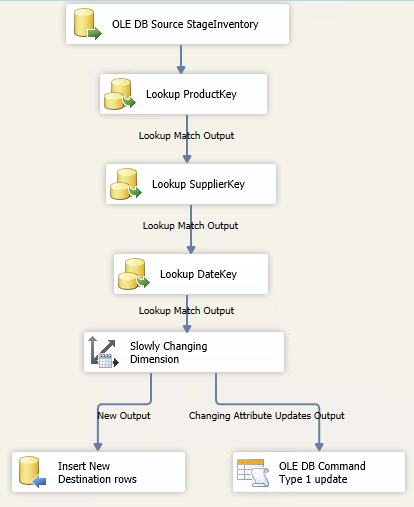 OLE DB Source StageInventory
Lookup ProductKey
Lookup Match Output
Lookup SupplierKey
Lookup Match Output
Lookup DateKey
Lookup Match Output
Slowly Changing
Dimension
New Output
Changing Attribute Updates Output
Insert New
Destination rows
OLE DB Command
Type 1 update